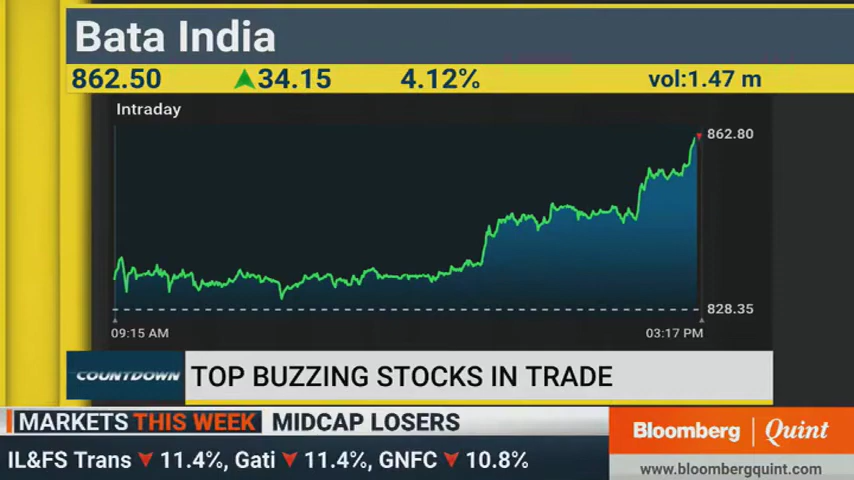 Bata India
862.50 ▲34.15 4.12% vol:1.47 m
Intraday
862.80
828.35
09:15 AM 03:17 PM
COUNTDOWN TOP BUZZING STOCKS IN TRADE
MARKETS THIS WEEK MIDCAP LOSERS
Bloomberg | Quint
IL&FS Trans ▼ 11.4%, Gati ▼ 11.4%, GNFC ▼ 10.8%
www.bloombergquint.com